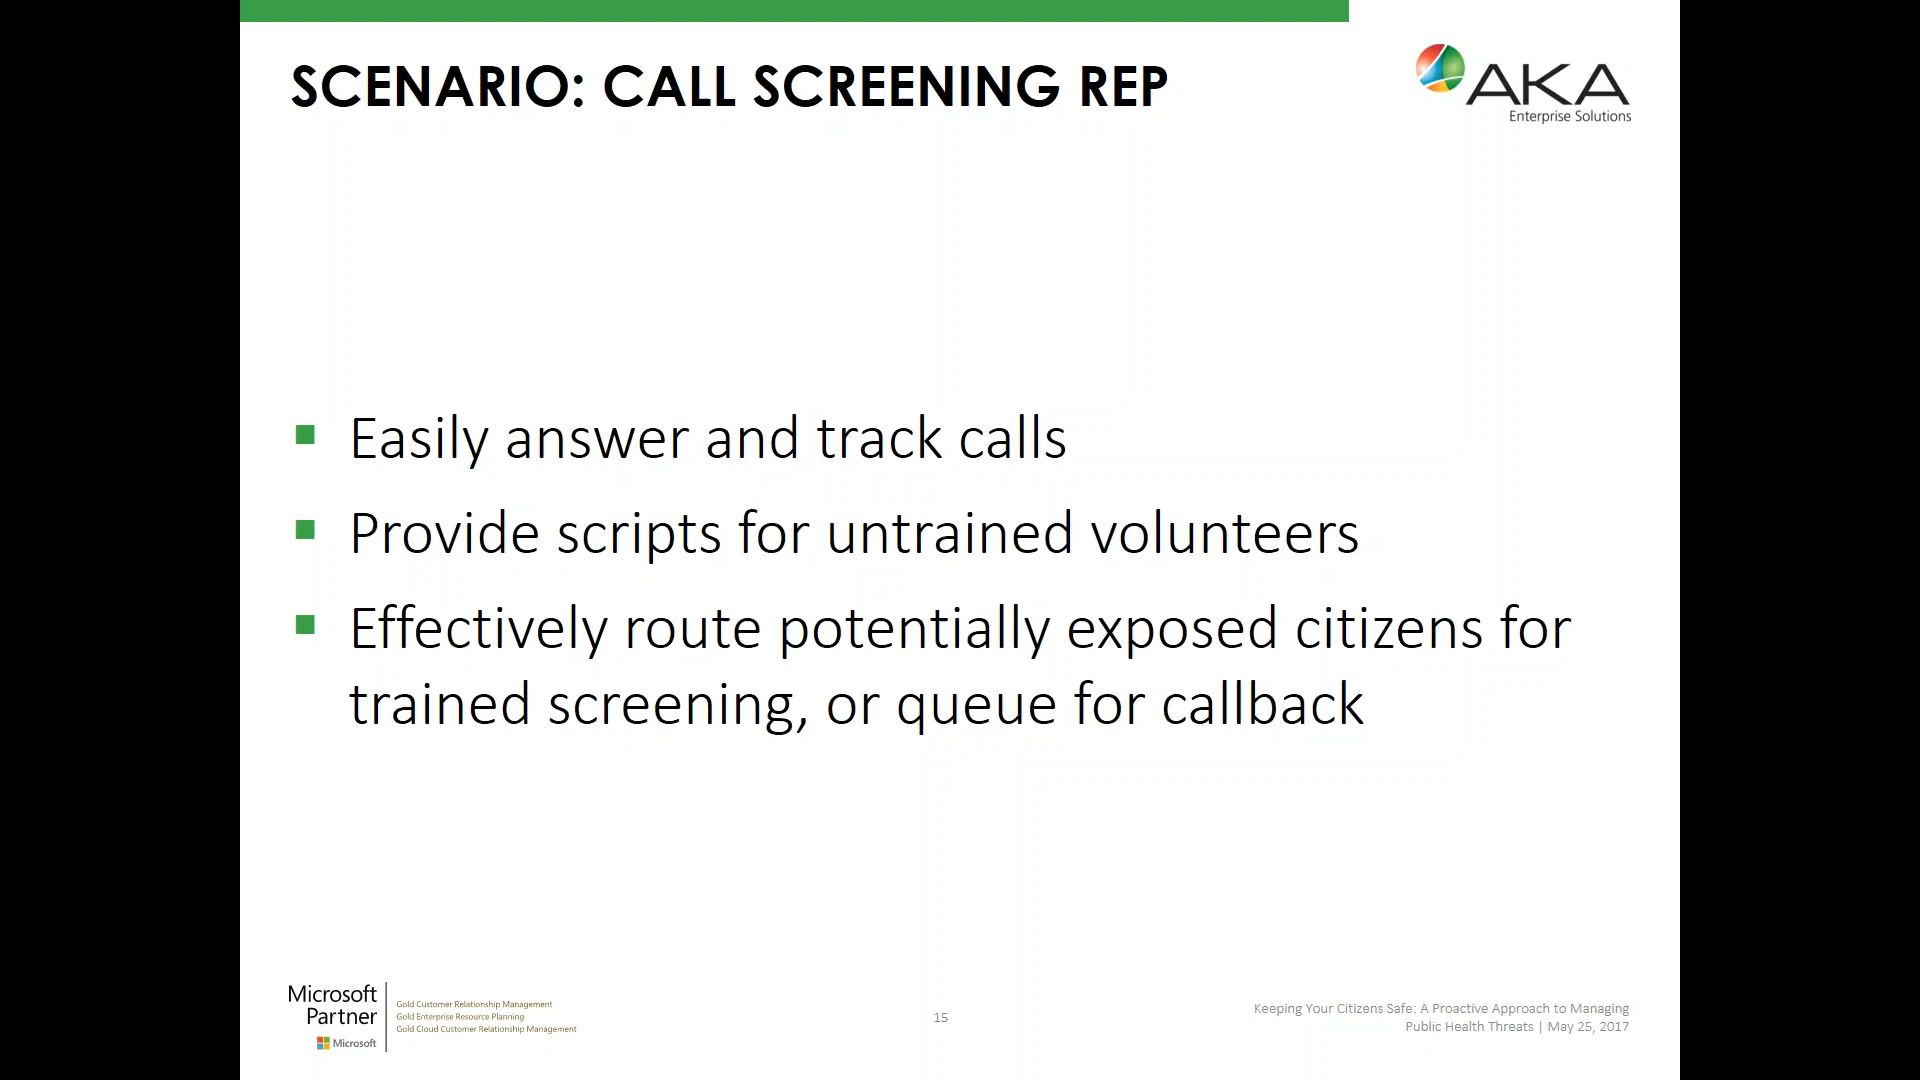 SCENARIO: CALL SCREENING REP
AKA
Enterprise Solutions
Easily answer and track calls
Provide scripts for untrained volunteers
Effectively route potentially exposed citizens for
trained screening, or queue for callback
Microsoft
Partner
Microsoft
Gold Customer Relationship Management
Gold Enterprise Resource Planning
Gold Cloud Customer Relationship Management
15
Keeping Your Citizens Safe: A Proactive Approach to Managing
Public Health Threats | May 25, 2017